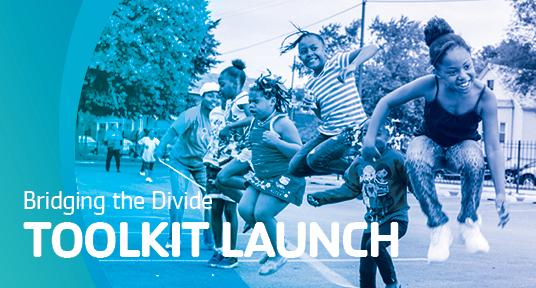 Bridging the Divide
TOOLKIT LAUNCH